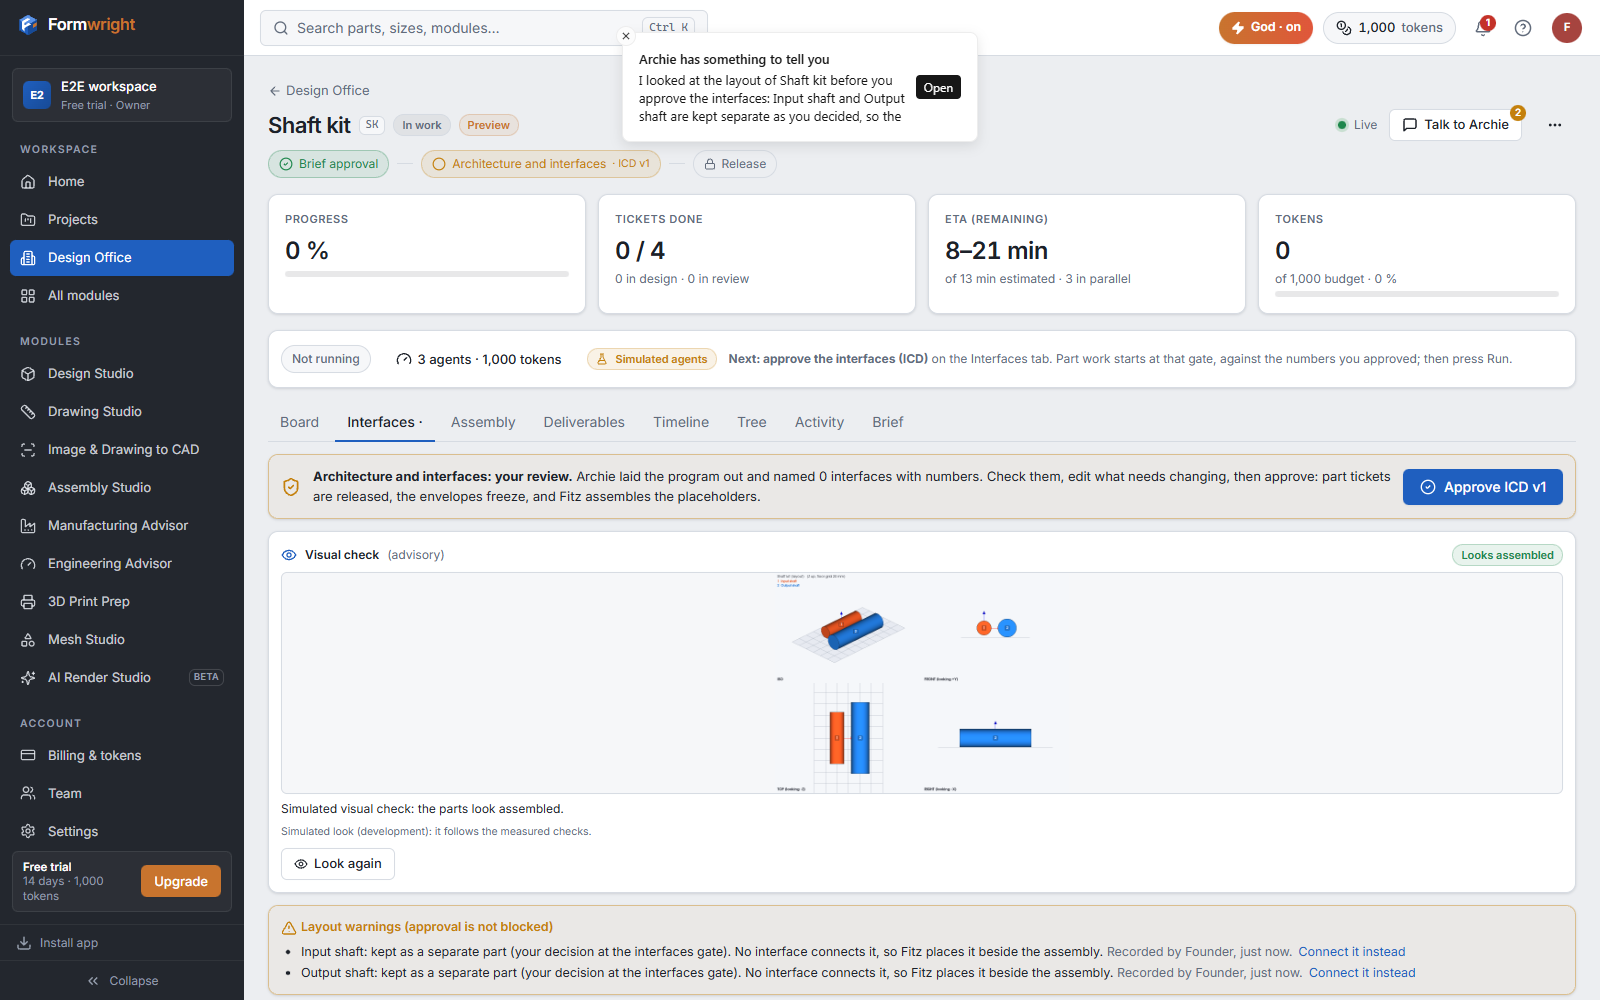 Formwright
Search parts, sizes, modules...
Ctrl K
God · on
1,000 tokens
1
F
E2
E2E workspace
Free trial · Owner
WORKSPACE
Home
Projects
Design Office
All modules
MODULES
Design Studio
Drawing Studio
Image & Drawing to CAD
Assembly Studio
Manufacturing Advisor
Engineering Advisor
3D Print Prep
Mesh Studio
AI Render Studio
BETA
ACCOUNT
Billing & tokens
Team
Settings
Free trial
14 days · 1,000
tokens
Upgrade
Install app
Collapse
Archie has something to tell you
I looked at the layout of Shaft kit before you
approve the interfaces: Input shaft and Output
shaft are kept separate as you decided, so the
Open
Design Office
Shaft kit
SK
In work
Preview
Live
Talk to Archie
2
Brief approval
Architecture and interfaces · ICD v1
Release
PROGRESS
0 %
TICKETS DONE
0 / 4
0 in design · 0 in review
ETA (REMAINING)
8–21 min
of 13 min estimated · 3 in parallel
TOKENS
0
of 1,000 budget · 0 %
Not running
3 agents · 1,000 tokens
Simulated agents
Next: approve the interfaces (ICD) on the Interfaces tab. Part work starts at that gate, against the numbers you approved; then press Run.
Board
Interfaces ·
Assembly
Deliverables
Timeline
Tree
Activity
Brief
Architecture and interfaces: your review. Archie laid the program out and named 0 interfaces with numbers. Check them, edit what needs changing, then approve: part tickets
are released, the envelopes freeze, and Fitz assembles the placeholders.
Approve ICD v1
Visual check (advisory)
Looks assembled
Simulated visual check: the parts look assembled.
Simulated look (development): it follows the measured checks.
Look again
Layout warnings (approval is not blocked)
Input shaft: kept as a separate part (your decision at the interfaces gate). No interface connects it, so Fitz places it beside the assembly. Recorded by Founder, just now. Connect it instead
Output shaft: kept as a separate part (your decision at the interfaces gate). No interface connects it, so Fitz places it beside the assembly. Recorded by Founder, just now. Connect it instead